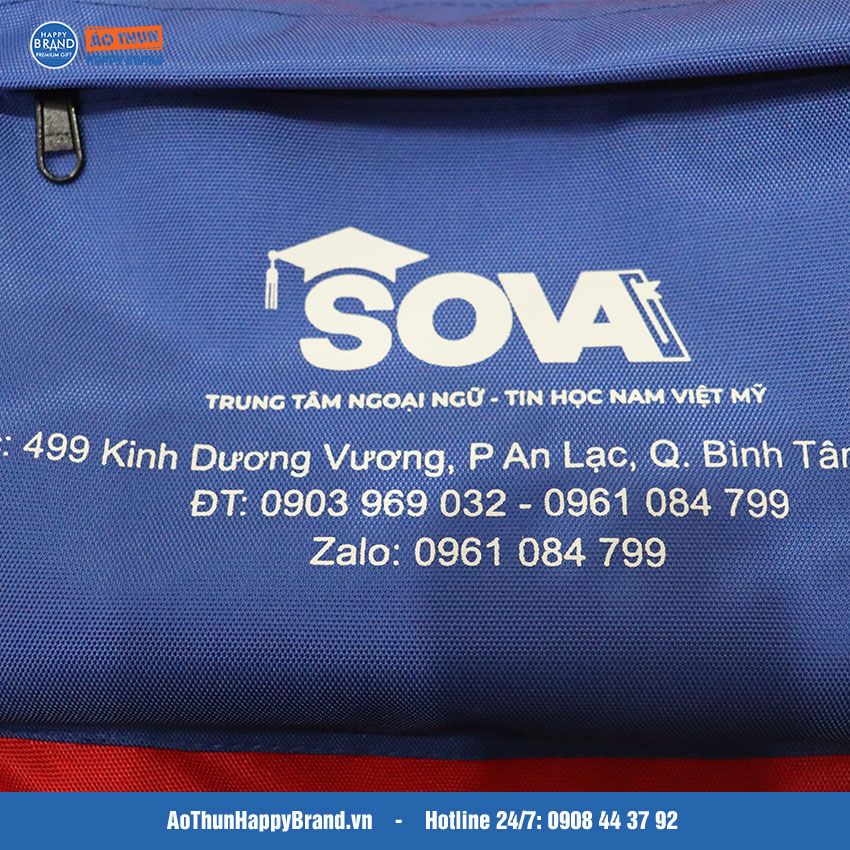 HAPPY
BRAND
PREMIUM GIFT
ÁO THUN
HAPPY BRAND
SOVA
TRUNG TÂM NGOẠI NGỮ - TIN HỌC NAM VIỆT MỸ
: 499 Kinh Dương Vương, P An Lạc, Q. Bình Tân
ĐT: 0903 969 032 - 0961 084 799
Zalo: 0961 084 799
AoThunHappyBrand.vn - Hotline 24/7: 0908 44 37 92